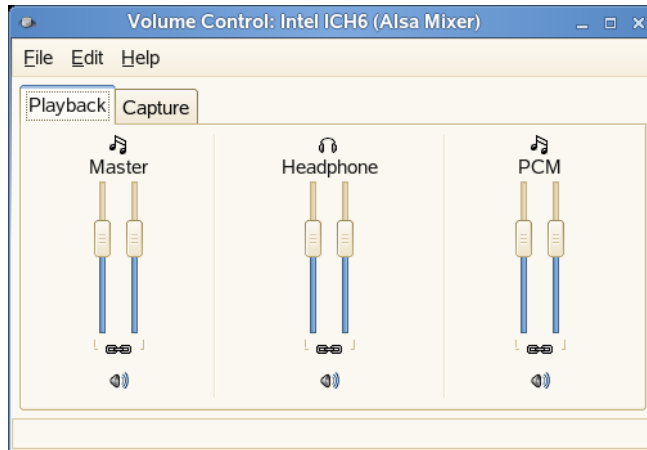 Volume Control: Intel ICH6 (Alsa Mixer)
File Edit Help
Playback Capture
Master Headphone PCM